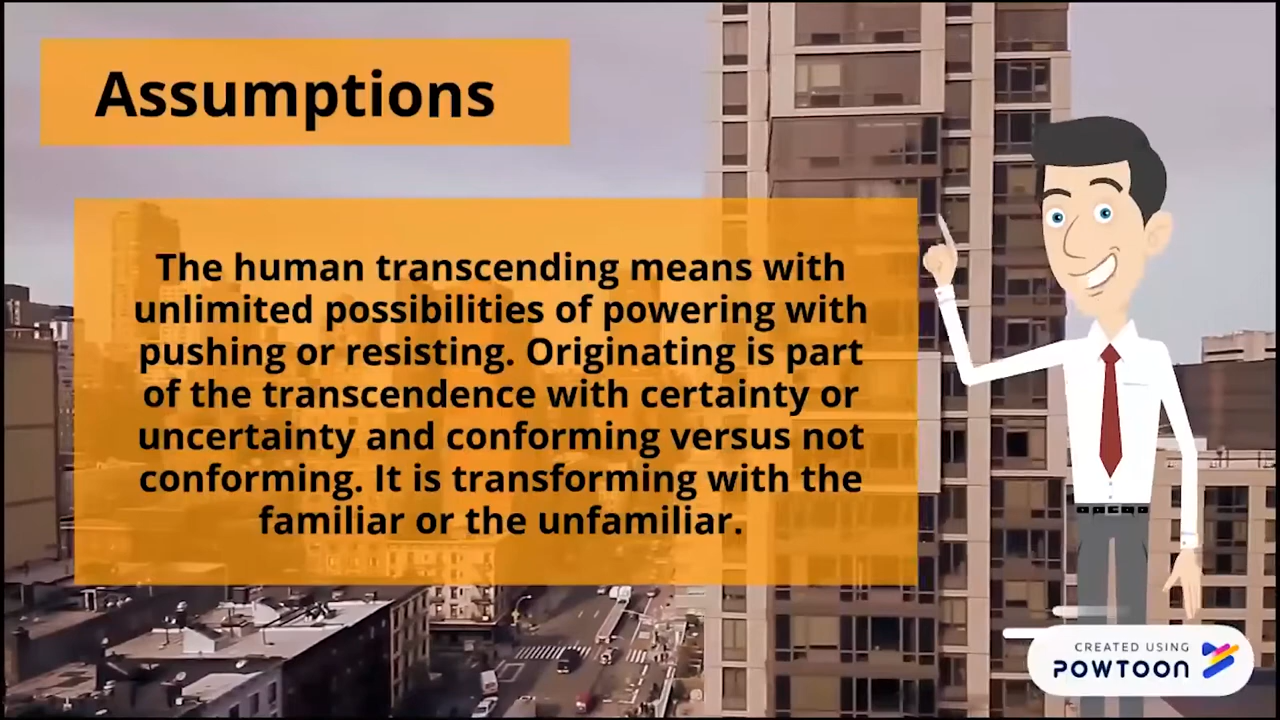 Assumptions
The human transcending means with
unlimited possibilities of powering with
pushing or resisting. Originating is part
of the transcendence with certainty or
uncertainty and conforming versus not
conforming. It is transforming with the
familiar or the unfamiliar.
CREATED USING
POWTOON